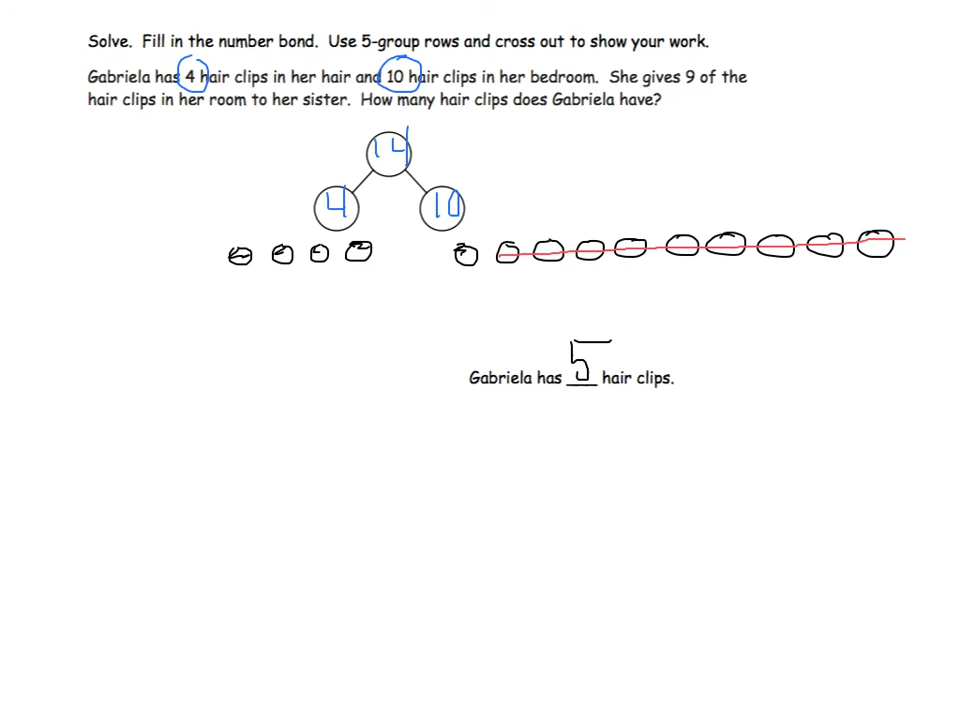 Solve. Fill in the number bond. Use 5-group rows and cross out to show your work.
Gabriela has 4 hair clips in her hair and 10 hair clips in her bedroom. She gives 9 of the
hair clips in her room to her sister. How many hair clips does Gabriela have?
14
4 10
Gabriela has 5 hair clips.